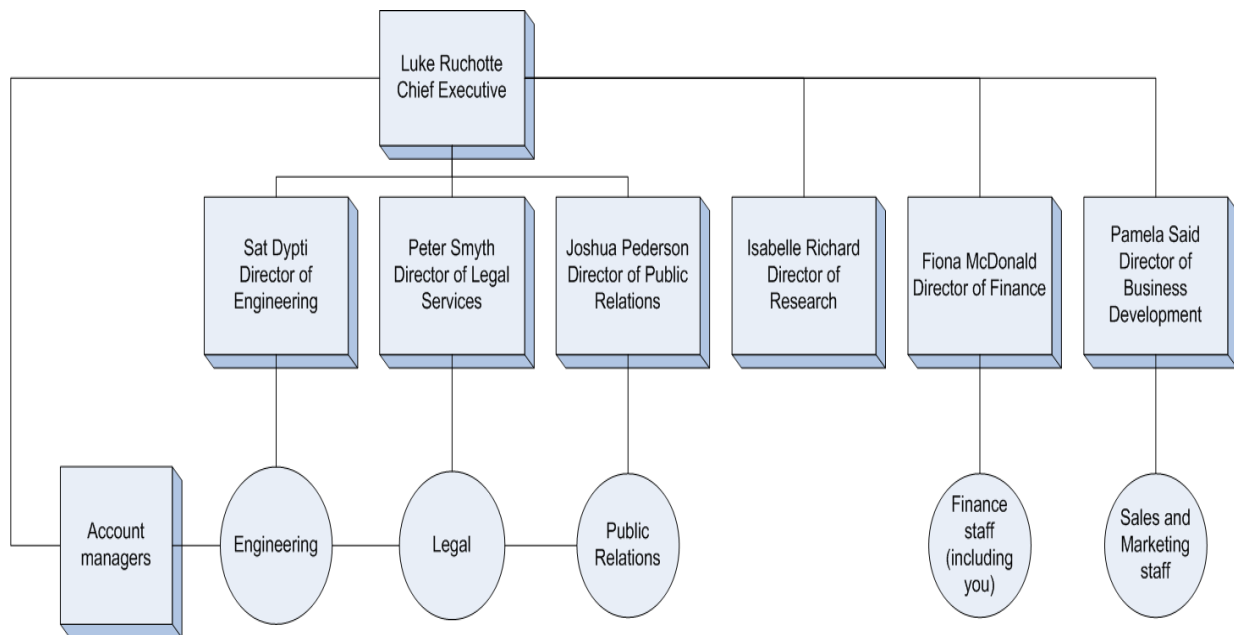 Luke Ruchotte
Chief Executive
Sat Dypti
Director of
Engineering
Peter Smyth
Director of Legal
Services
Joshua Pederson
Director of Public
Relations
Isabelle Richard
Director of
Research
Fiona McDonald
Director of Finance
Pamela Said
Director of
Business
Development
Account
managers
Engineering
Legal
Public
Relations
Finance
staff
(including
you)
Sales and
Marketing
staff